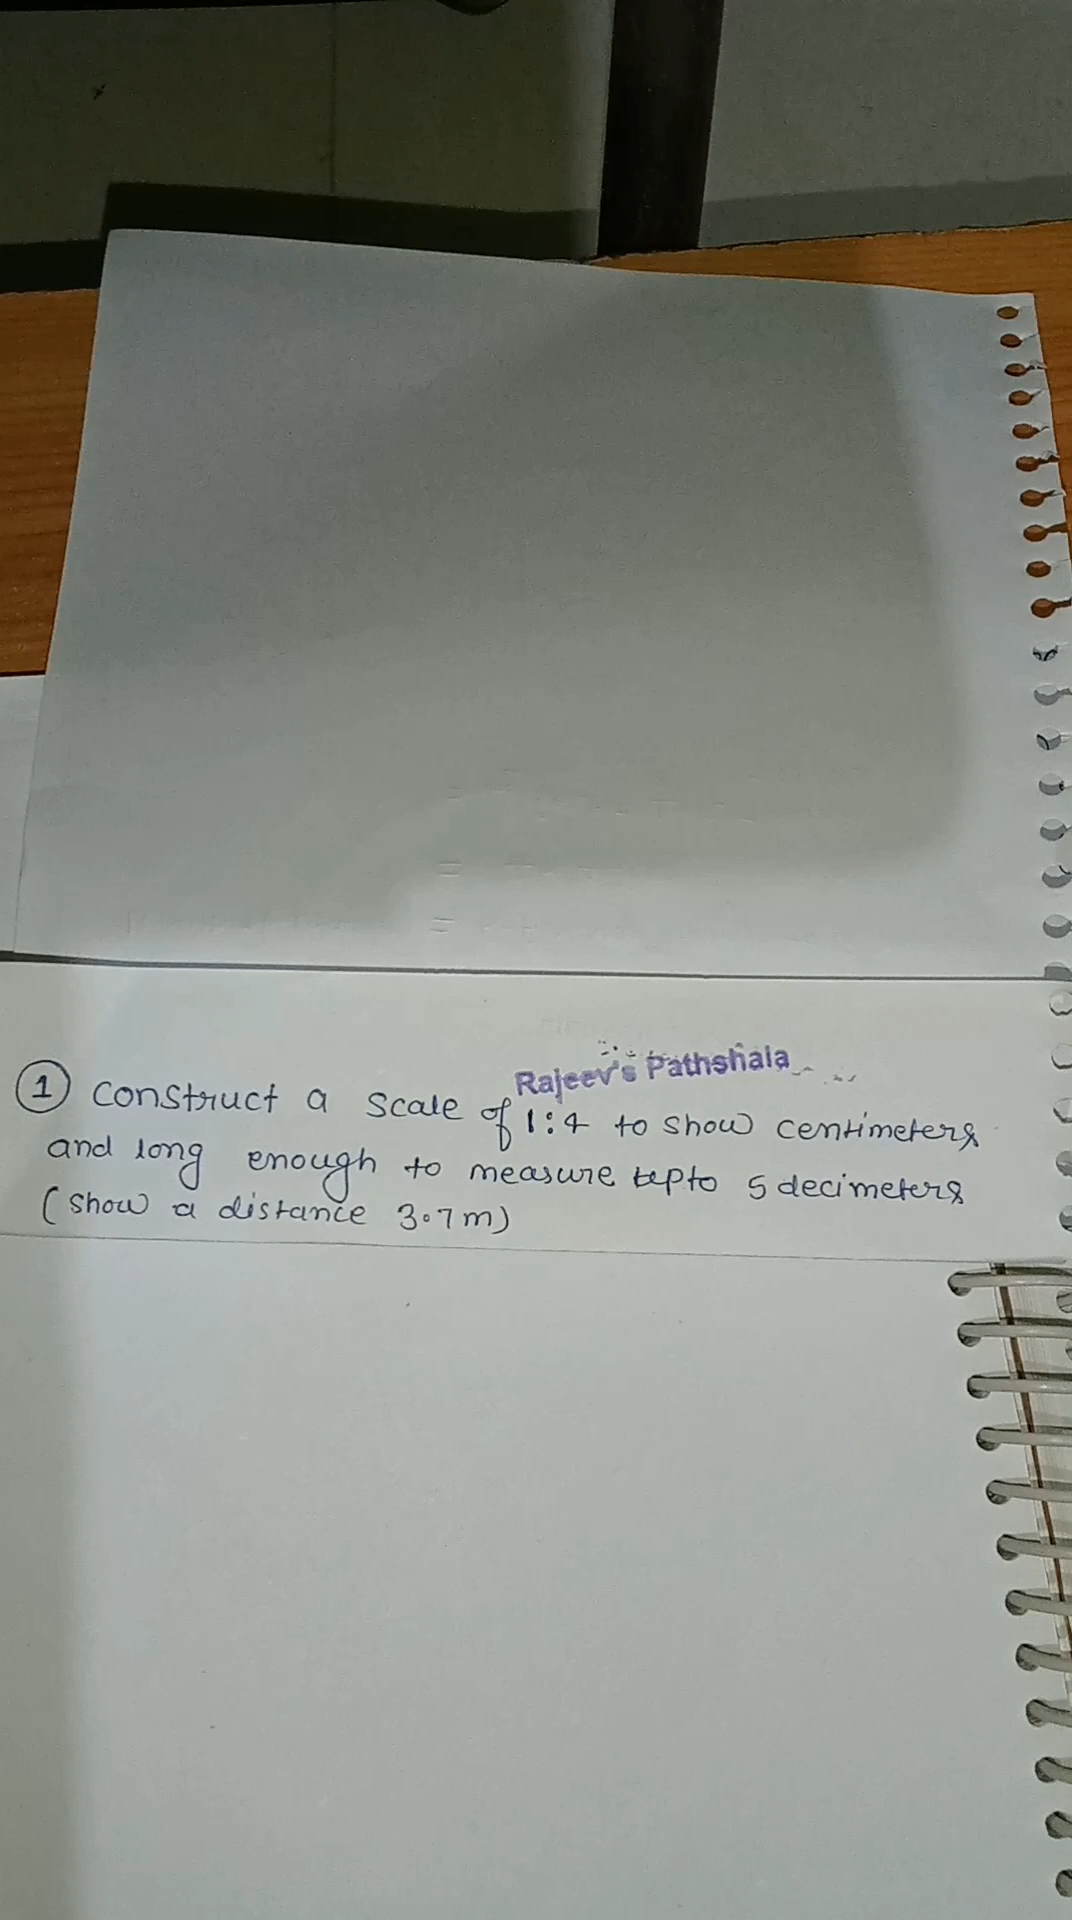 Rajeev's Pathshala
① Construct a scale of 1:4 to show centimeters
and long enough to measure upto 5 decimeters
(show a distance 3.7m)